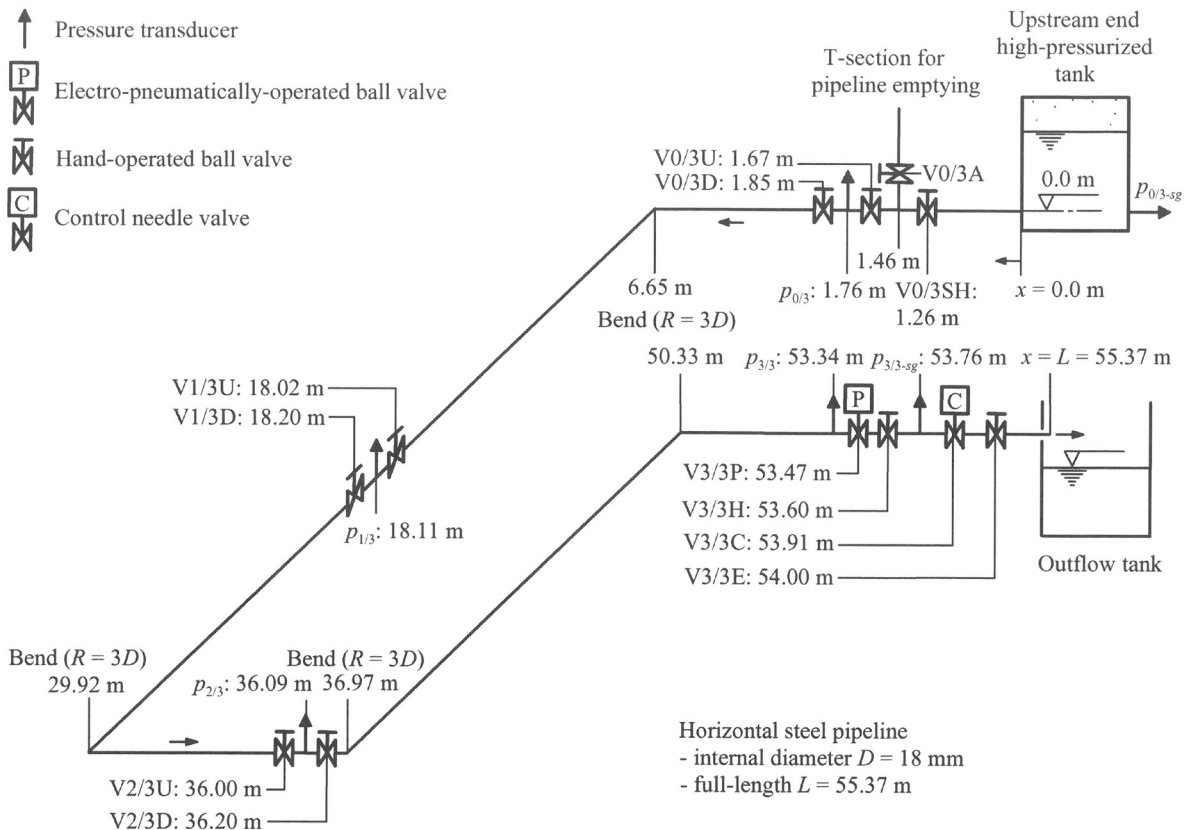 Pressure transducer
P
Electro-pneumatically-operated ball valve
Hand-operated ball valve
C
Control needle valve
Upstream end
high-pressurized
tank
T-section for
pipeline emptying
V0/3U: 1.67 m
V0/3D: 1.85 m
V0/3A
0.0 m
p0/3-sg
1.46 m
6.65 m
p0/3: 1.76 m
V0/3SH:
1.26 m
x = 0.0 m
Bend (R = 3D)
50.33 m
p3/3: 53.34 m
p3/3-sg: 53.76 m
x = L = 55.37 m
V1/3U: 18.02 m
V1/3D: 18.20 m
P
C
p1/3: 18.11 m
V3/3P: 53.47 m
V3/3H: 53.60 m
V3/3C: 53.91 m
V3/3E: 54.00 m
Outflow tank
Bend (R = 3D)
29.92 m
p2/3: 36.09 m
Bend (R = 3D)
36.97 m
V2/3U: 36.00 m
V2/3D: 36.20 m
Horizontal steel pipeline
- internal diameter D = 18 mm
- full-length L = 55.37 m